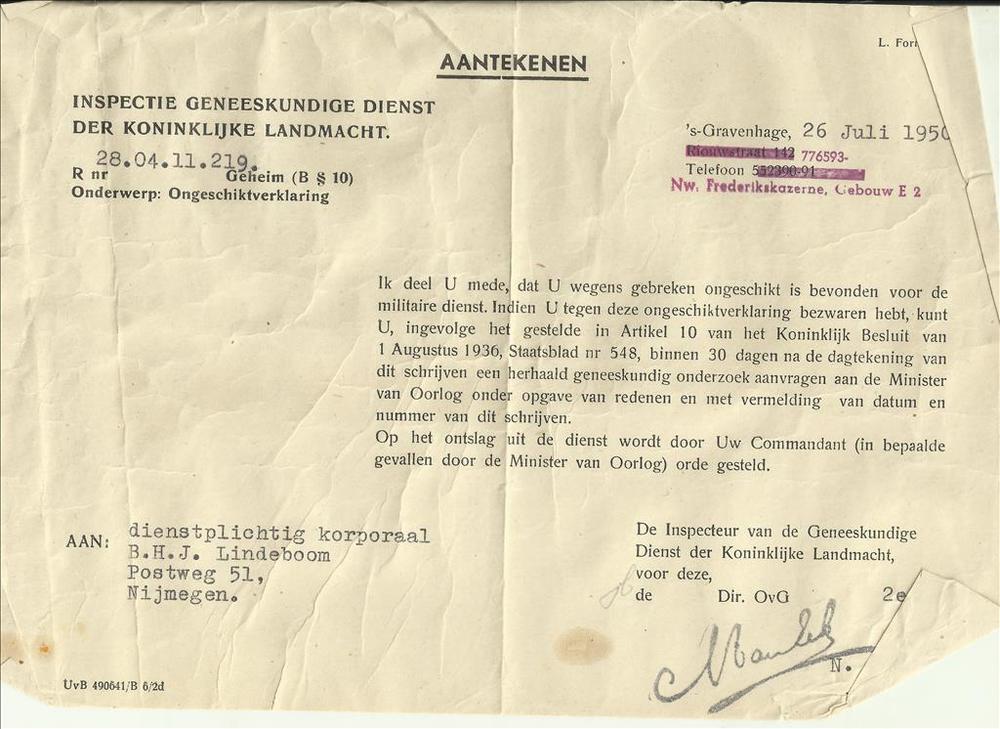 L. For
AANTEKENEN
INSPECTIE GENEESKUNDIGE DIENST
DER KONINKLIJKE LANDMACHT.
28.04.11.219.
R nr Geheim (B § 10)
Onderwerp: Ongeschiktverklaring
's-Gravenhage, 26 Juli 1950
Riouwstraat 142 776593-
Telefoon 552390-91
Nw. Frederikskazerne, Gebouw E 2
Ik deel U mede, dat U wegens gebreken ongeschikt is bevonden voor de
militaire dienst. Indien U tegen deze ongeschiktverklaring bezwaren hebt, kunt
U, ingevolge het gestelde in Artikel 10 van het Koninklijk Besluit van
1 Augustus 1936, Staatsblad nr 548, binnen 30 dagen na de dagtekening van
dit schrijven een herhaald geneeskundig onderzoek aanvragen aan de Minister
van Oorlog onder opgave van redenen en met vermelding van datum en
nummer van dit schrijven.
Op het ontslag uit de dienst wordt door Uw Commandant (in bepaalde
gevallen door de Minister van Oorlog) orde gesteld.
AAN: dienstplichtig korporaal
B.H.J. Lindeboom
Postweg 51,
Nijmegen.
De Inspecteur van de Geneeskundige
Dienst der Koninklijke Landmacht,
voor deze,
de Dir. OvG 2e
N.
UvB 490641/B 6/2d